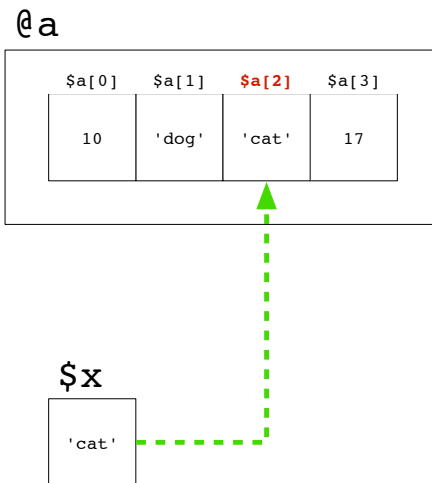 @a
$a[0] $a[1] $a[2] $a[3]
10 'dog' 'cat' 17
$x
'cat'